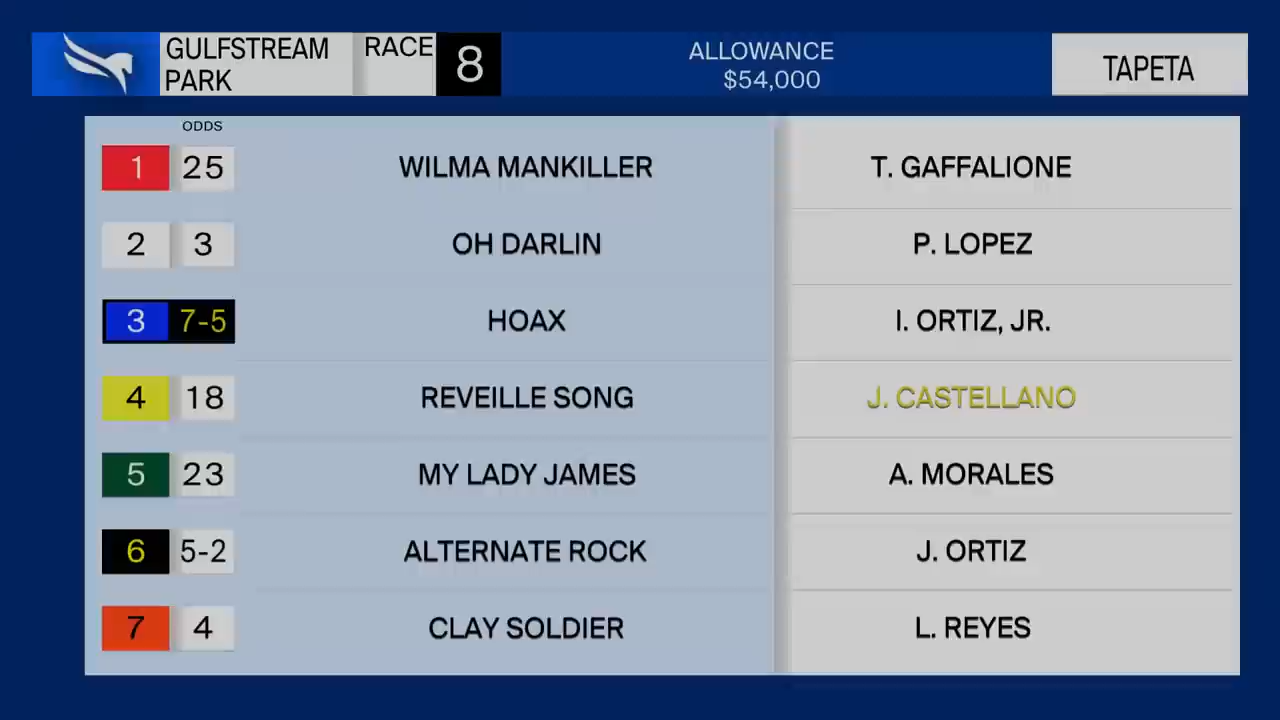 GULFSTREAM PARK
RACE 8
ALLOWANCE
$54,000
TAPETA
ODDS
1 25 WILMA MANKILLER T. GAFFALIONE
2 3 OH DARLIN P. LOPEZ
3 7-5 HOAX I. ORTIZ, JR.
4 18 REVEILLE SONG J. CASTELLANO
5 23 MY LADY JAMES A. MORALES
6 5-2 ALTERNATE ROCK J. ORTIZ
7 4 CLAY SOLDIER L. REYES